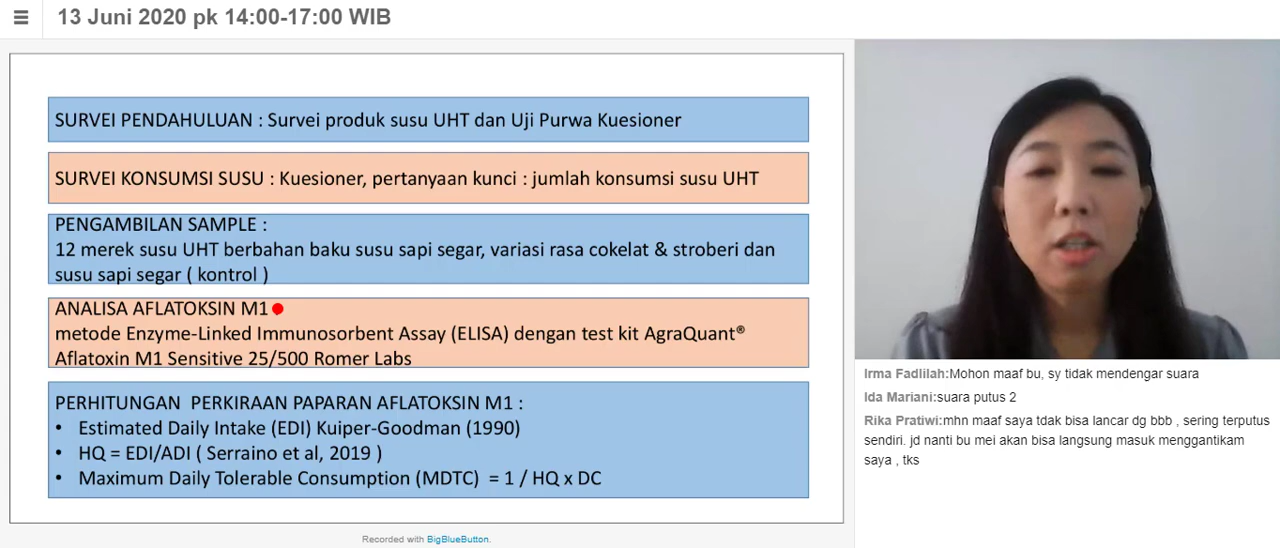 13 Juni 2020 pk 14:00-17:00 WIB
SURVEI PENDAHULUAN : Survei produk susu UHT dan Uji Purwa Kuesioner
SURVEI KONSUMSI SUSU : Kuesioner, pertanyaan kunci : jumlah konsumsi susu UHT
PENGAMBILAN SAMPLE :
12 merek susu UHT berbahan baku susu sapi segar, variasi rasa cokelat & stroberi dan
susu sapi segar ( kontrol )
ANALISA AFLATOKSIN M1
metode Enzyme-Linked Immunosorbent Assay (ELISA) dengan test kit AgraQuant®
Aflatoxin M1 Sensitive 25/500 Romer Labs
PERHITUNGAN PERKIRAAN PAPARAN AFLATOKSIN M1 :
• Estimated Daily Intake (EDI) Kuiper-Goodman (1990)
• HQ = EDI/ADI ( Serraino et al, 2019 )
• Maximum Daily Tolerable Consumption (MDTC) = 1 / HQ x DC
Recorded with BigBlueButton.
Irma Fadlilah:Mohon maaf bu, sy tidak mendengar suara
Ida Mariani:suara putus 2
Rika Pratiwi:mhn maaf saya tdak bisa lancar dg bbb , sering terputus
sendiri. jd nanti bu mei akan bisa langsung masuk menggantikam
saya , tks